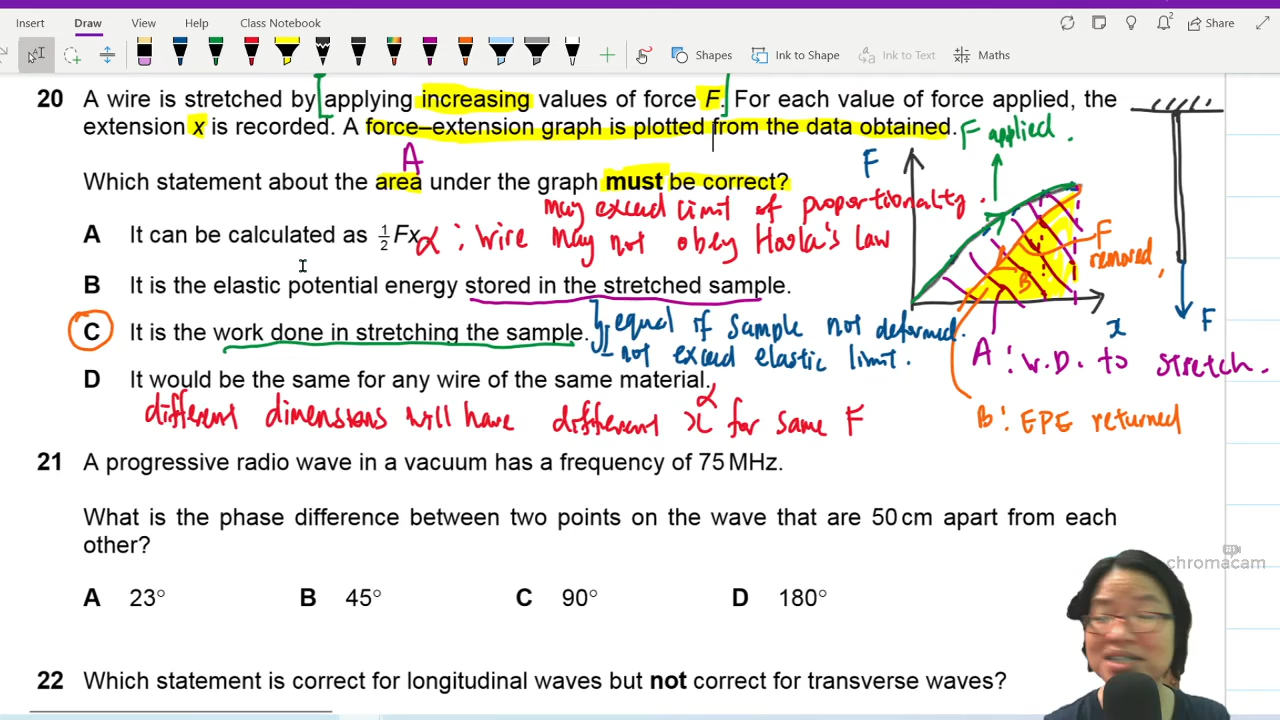 Insert Draw View Help Class Notebook Share
Shapes Ink to Shape Ink to Text Maths
20 A wire is stretched by applying increasing values of force F. For each value of force applied, the
extension x is recorded. A force–extension graph is plotted from the data obtained.
F applied.
A
F
Which statement about the area under the graph must be correct?
may exceed limit of proportionality.
A It can be calculated as ½Fx α : wire may not obey Hooke's law
F removed,
B It is the elastic potential energy stored in the stretched sample.
B
x
F
C It is the work done in stretching the sample. equal if sample not deformed.
– not exceed elastic limit.
A : W.D. to stretch.
D It would be the same for any wire of the same material.
α
different dimensions will have different x for same F
B : EPE returned
21 A progressive radio wave in a vacuum has a frequency of 75 MHz.
What is the phase difference between two points on the wave that are 50 cm apart from each
other?
chromacam
A 23° B 45° C 90° D 180°
22 Which statement is correct for longitudinal waves but not correct for transverse waves?